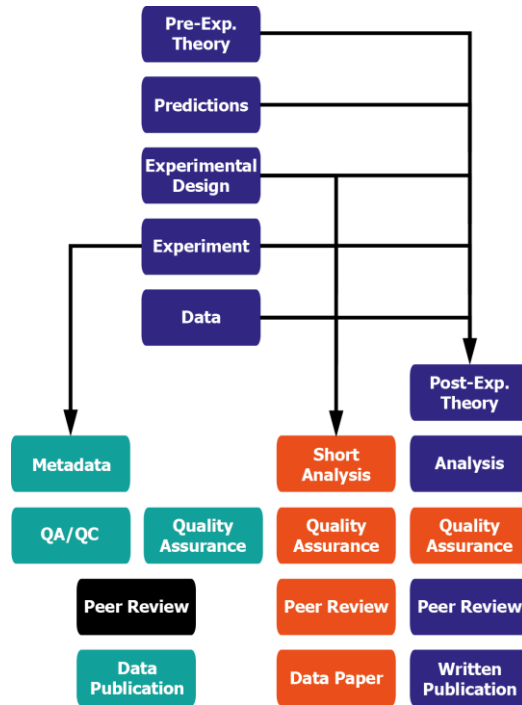 Pre-Exp.
Theory
Predictions
Experimental
Design
Experiment
Data
Post-Exp.
Theory
Metadata
Short
Analysis
Analysis
QA/QC
Quality
Assurance
Quality
Assurance
Quality
Assurance
Peer Review
Peer Review
Peer Review
Data
Publication
Data Paper
Written
Publication